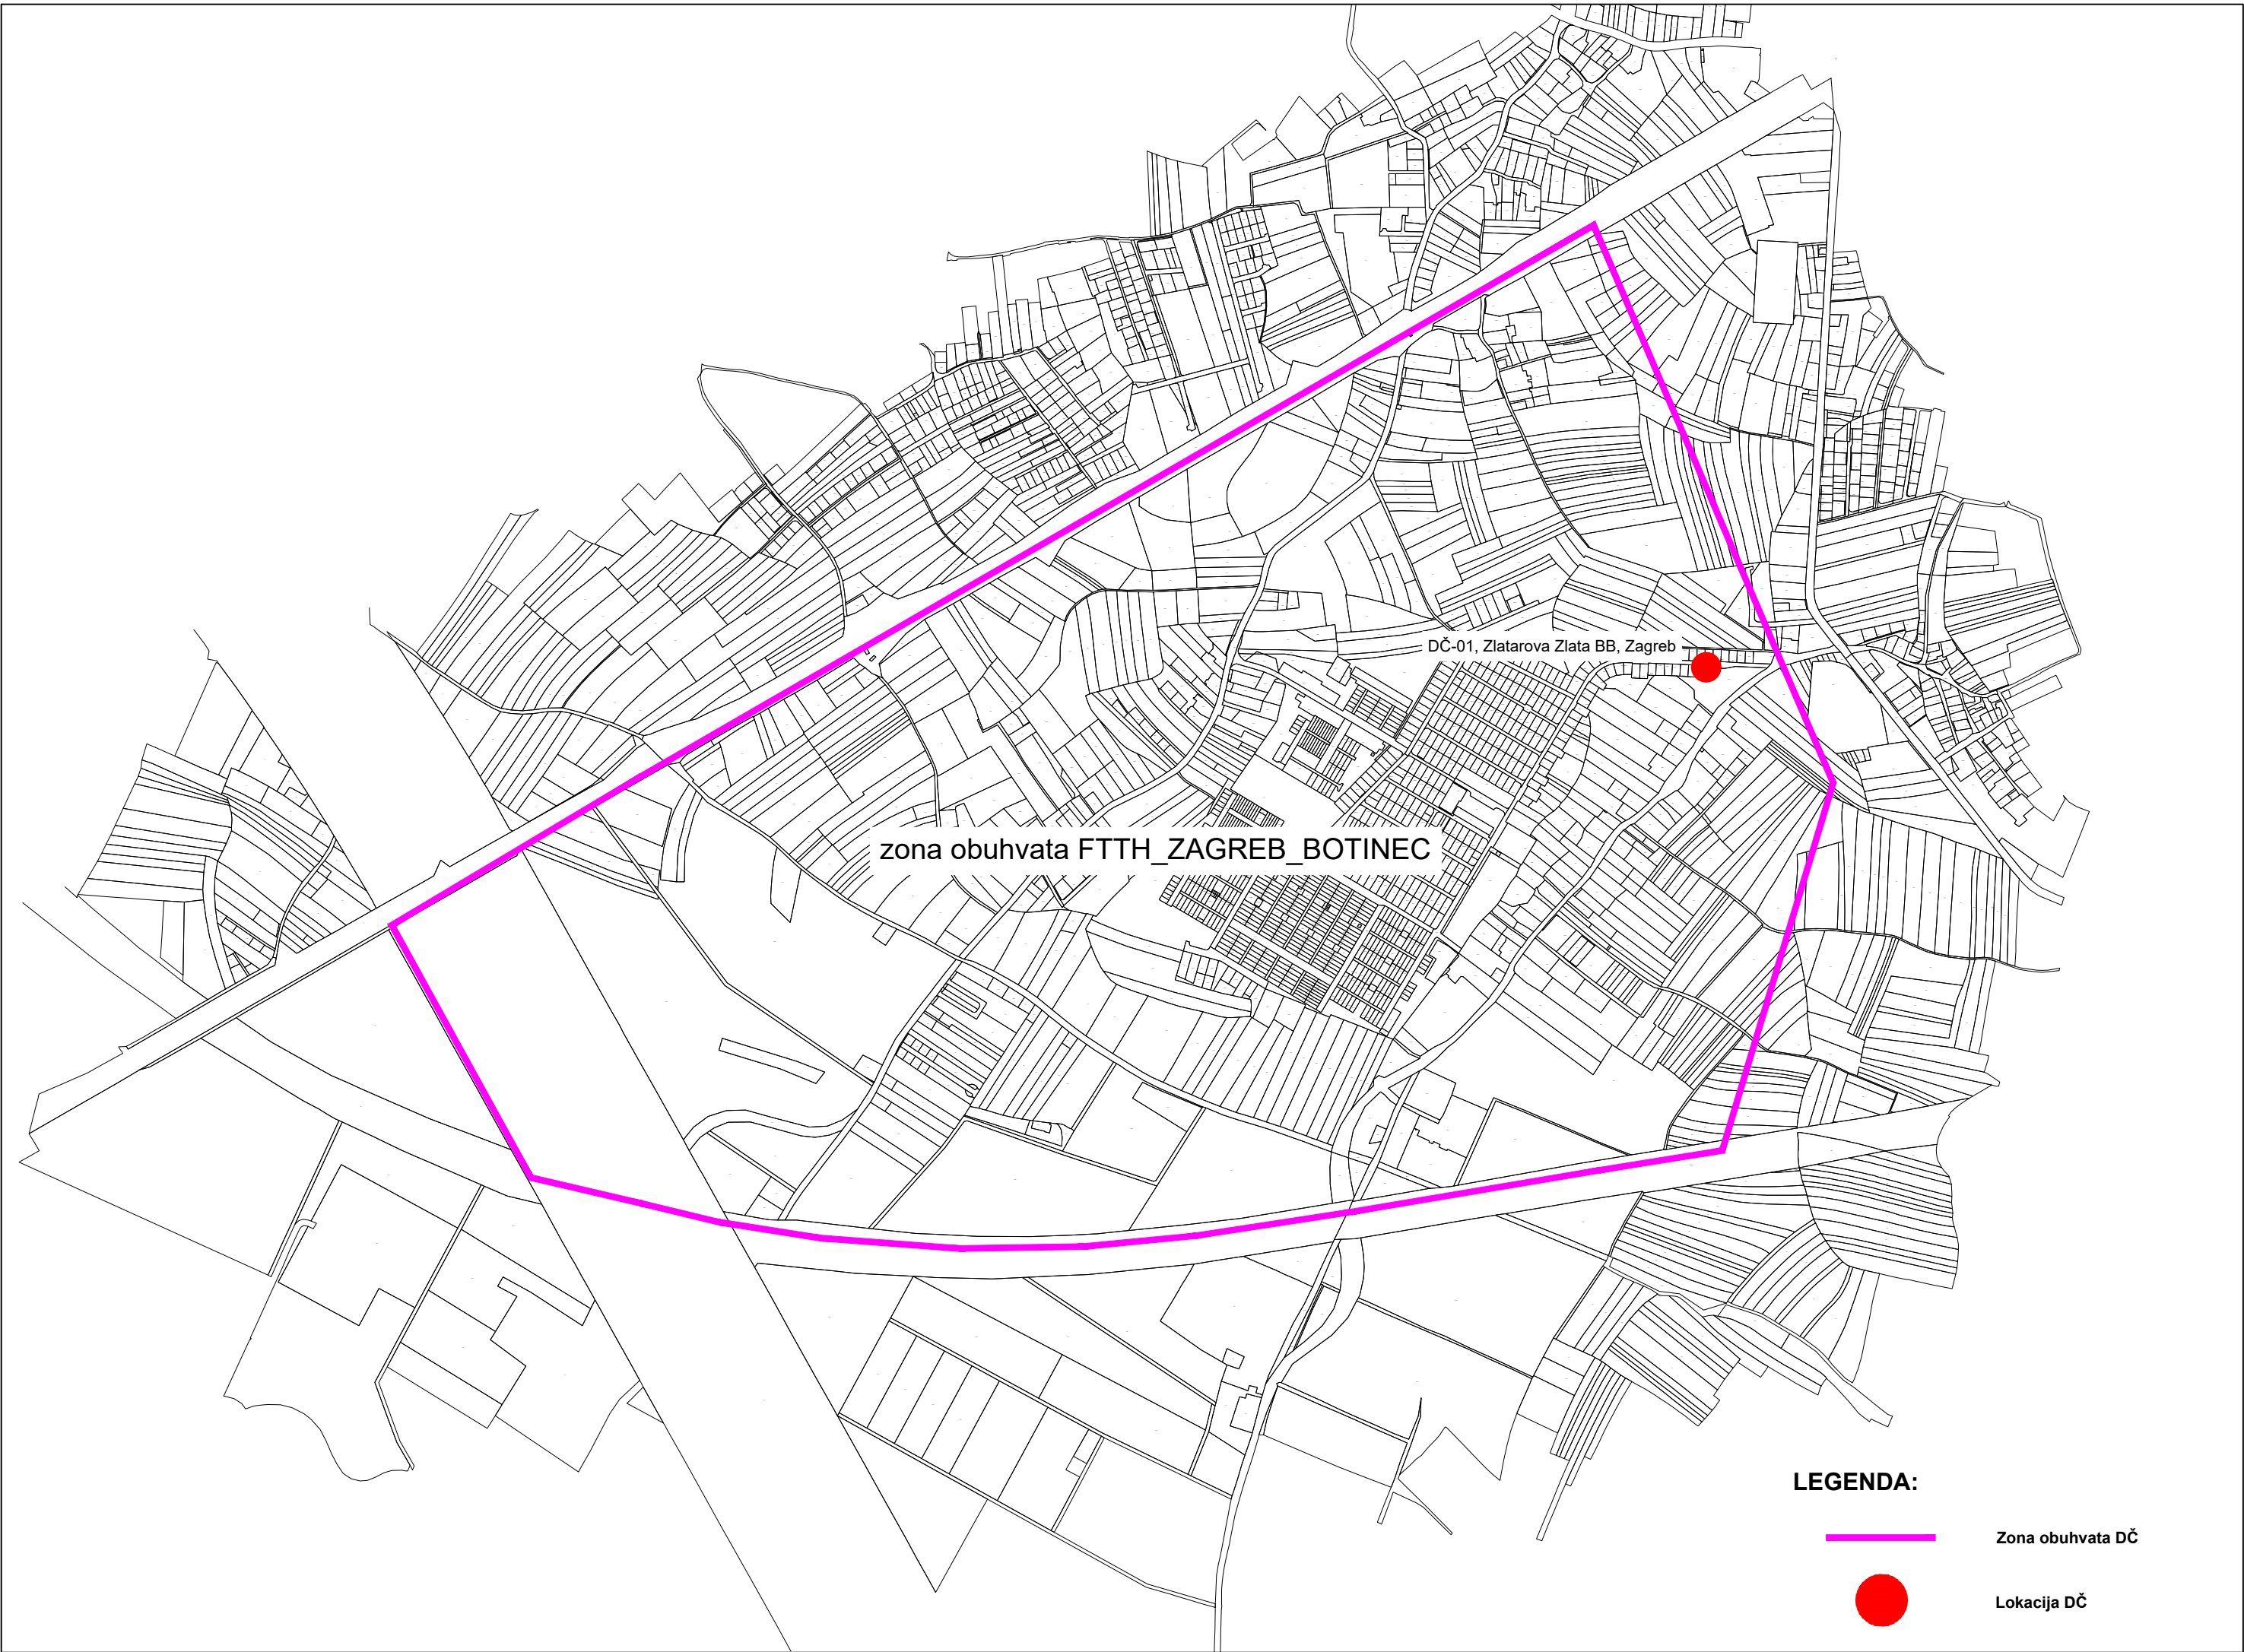 DČ-01, Zlatarova Zlata BB, Zagreb
zona obuhvata FTTH_ZAGREB_BOTINEC
LEGENDA:
Zona obuhvata DČ
Lokacija DČ